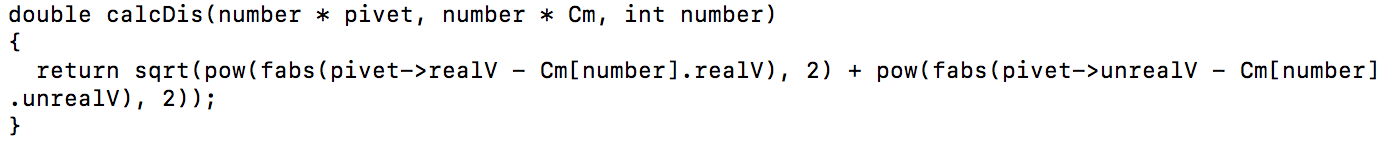 double calcDis(number * pivet, number * Cm, int number)
{
  return sqrt(pow(fabs(pivet->realV - Cm[number].realV), 2) + pow(fabs(pivet->unrealV - Cm[number]
.unrealV), 2));
}